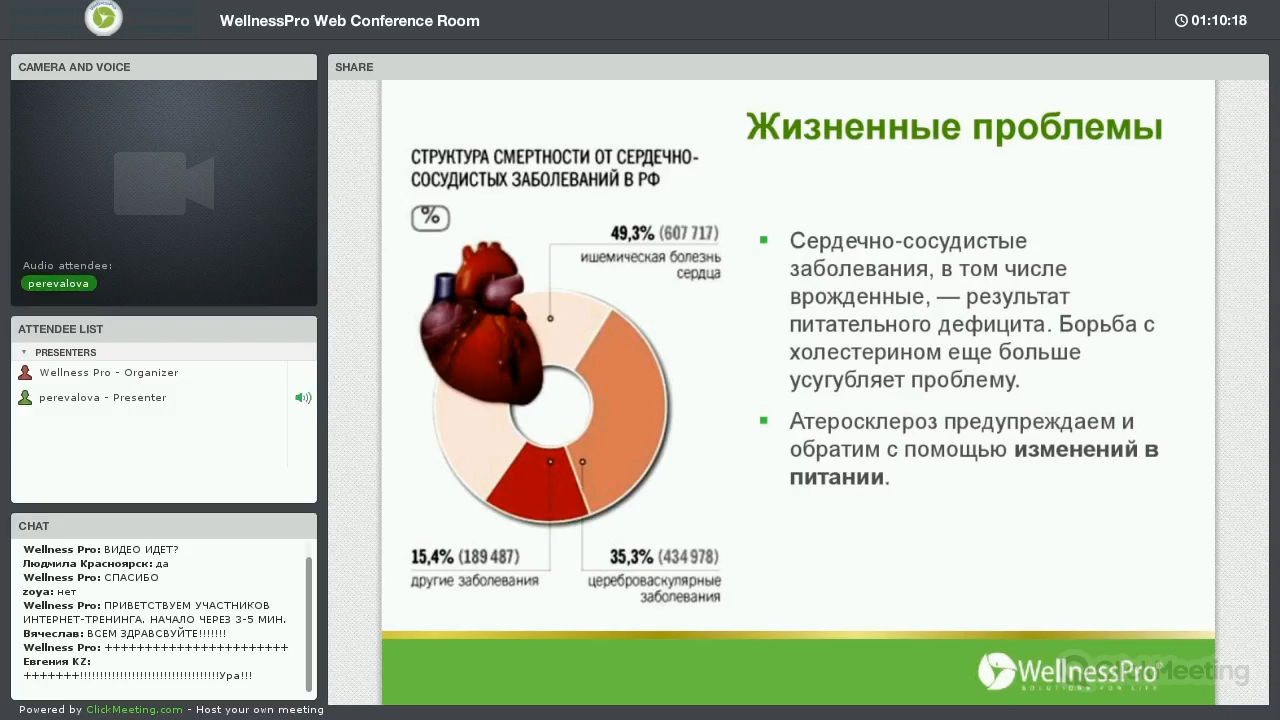 WellnessPro Web Conference Room
01:10:18
CAMERA AND VOICE
Audio attendee:
perevalova
ATTENDEE LIST
PRESENTERS
Wellness Pro - Organizer
perevalova - Presenter
CHAT
Wellness Pro: ВИДЕО ИДЕТ?
Людмила Красноярск: да
Wellness Pro: СПАСИБО
zoya: нет
Wellness Pro: ПРИВЕТСТВУЕМ УЧАСТНИКОВ
ИНТЕРНЕТ-ТРЕНИНГА. НАЧАЛО ЧЕРЕЗ 3-5 МИН.
Вячеслав: ВСЕМ ЗДРАВСВУЙТЕ!!!!!!!
Wellness Pro:
Евгения KZ:
Powered by ClickMeeting.com - Host your own meeting
SHARE
Жизненные проблемы
СТРУКТУРА СМЕРТНОСТИ ОТ СЕРДЕЧНО-
СОСУДИСТЫХ ЗАБОЛЕВАНИЙ В РФ
%
49,3% (607 717)
ишемическая болезнь
сердца
15,4% (189 487)
другие заболевания
35,3% (434 978)
цереброваскулярные
заболевания
Сердечно-сосудистые
заболевания, в том числе
врожденные, — результат
питательного дефицита. Борьба с
холестерином еще больше
усугубляет проблему.
Атеросклероз предупреждаем и
обратим с помощью изменений в
питании.
WellnessPro
SOLUTIONS FOR LIFE
Meeting